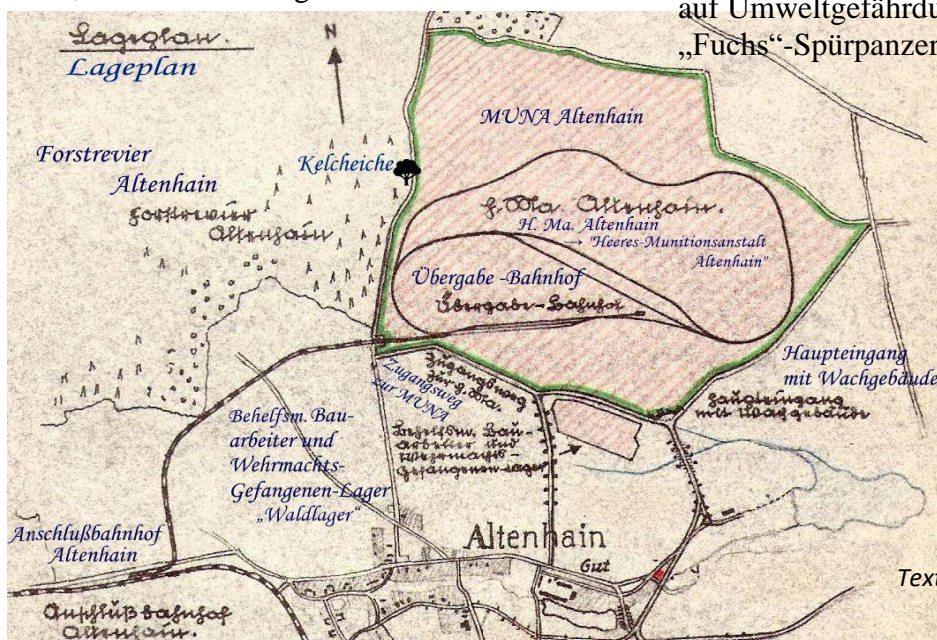 auf Umweltgefährdu
„Fuchs“-Spürpanzer
Lageplan.
Lageplan
N
MUNA Altenhain
Kelcheiche
Forstrevier
Altenhain
Forstrevier
Altenhain
H. Ma. Altenhain.
H. Ma. Altenhain
→ "Heeres-Munitionsanstalt
Altenhain"
Übergabe -Bahnhof
Übergabe-Bahnhof
Zugangsweg
zur MUNA
Zugangsweg
zur H. Ma.
Haupteingang
mit Wachgebäude
Haupteingang
mit Wachgebäude
Behelfsm. Bau-
arbeiter und
Wehrmachts-
Gefangenen-Lager
„Waldlager“
Behelfsm. Bau-
arbeiter und
Wehrmachts-
Gefangenen-Lager
Anschlußbahnhof
Altenhain
Altenhain
Gut
Text
Anschlußbahnhof
Altenhain.